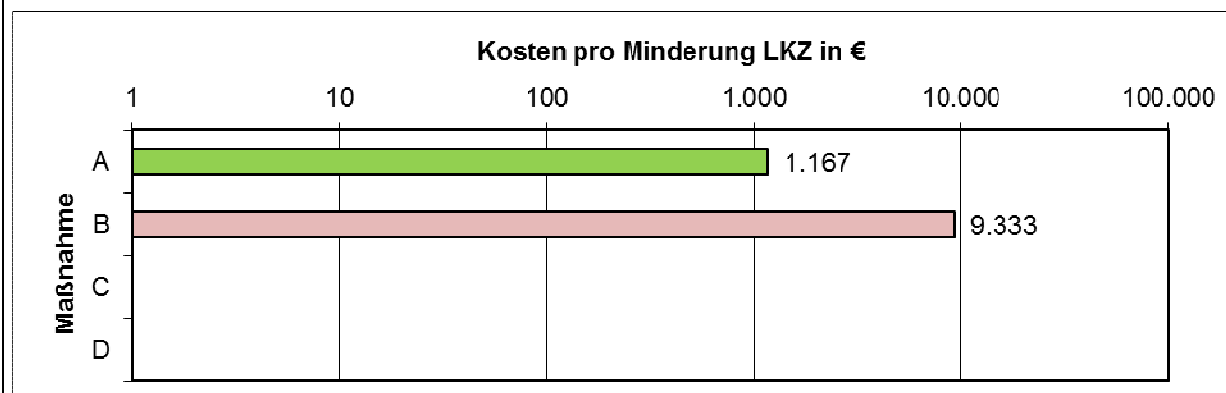 Kosten pro Minderung LKZ in €
1 10 100 1.000 10.000 100.000
Maßnahme
A 1.167
B 9.333
C
D